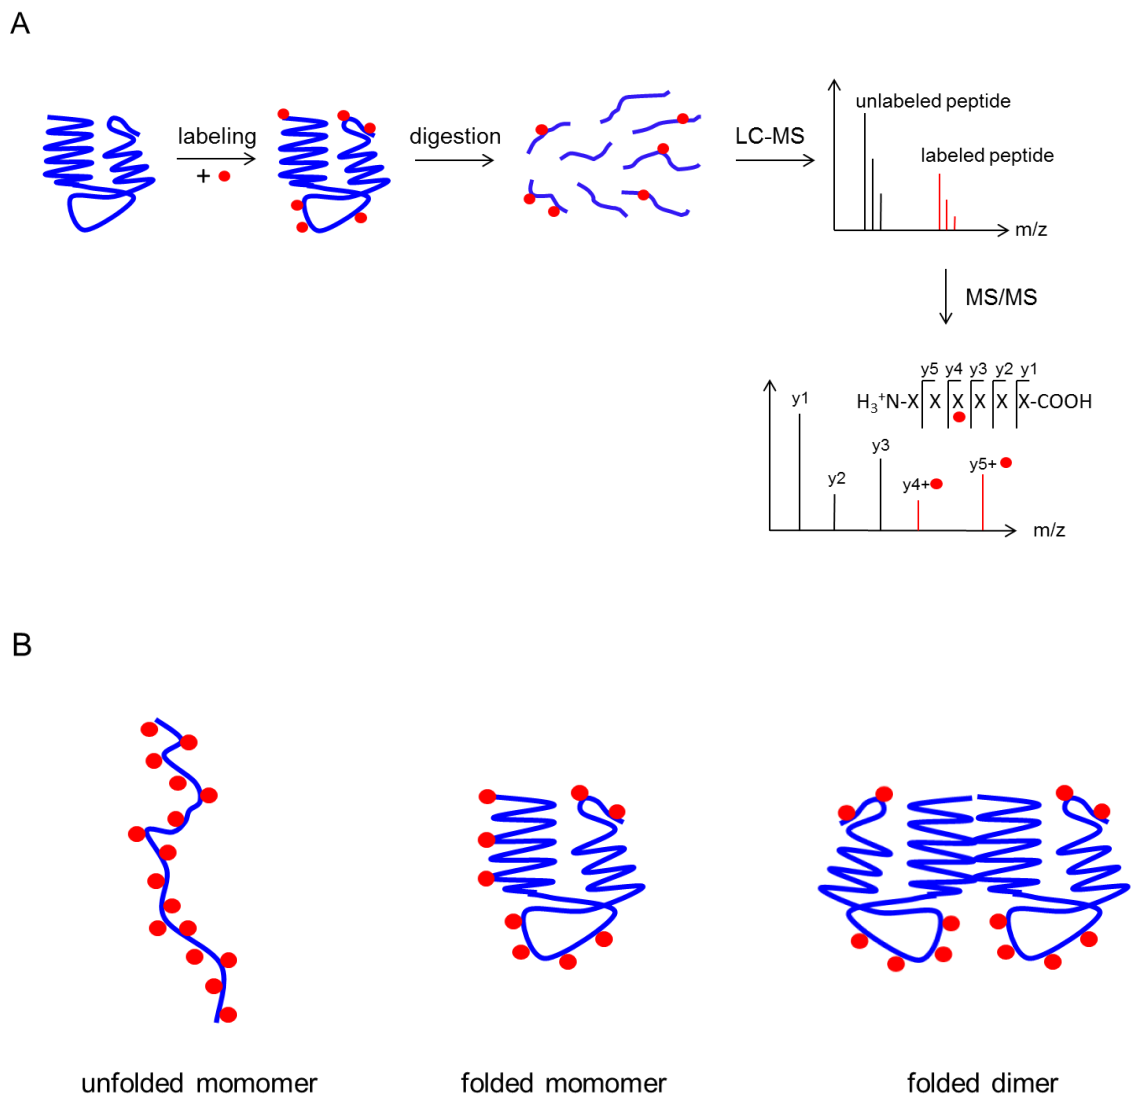 A
labeling
+
digestion
LC-MS
unlabeled peptide
labeled peptide
m/z
MS/MS
y5 y4 y3 y2 y1
H₃⁺N-X X X X X X-COOH
y1
y2
y3
y4+
y5+
m/z
B
unfolded momomer
folded momomer
folded dimer